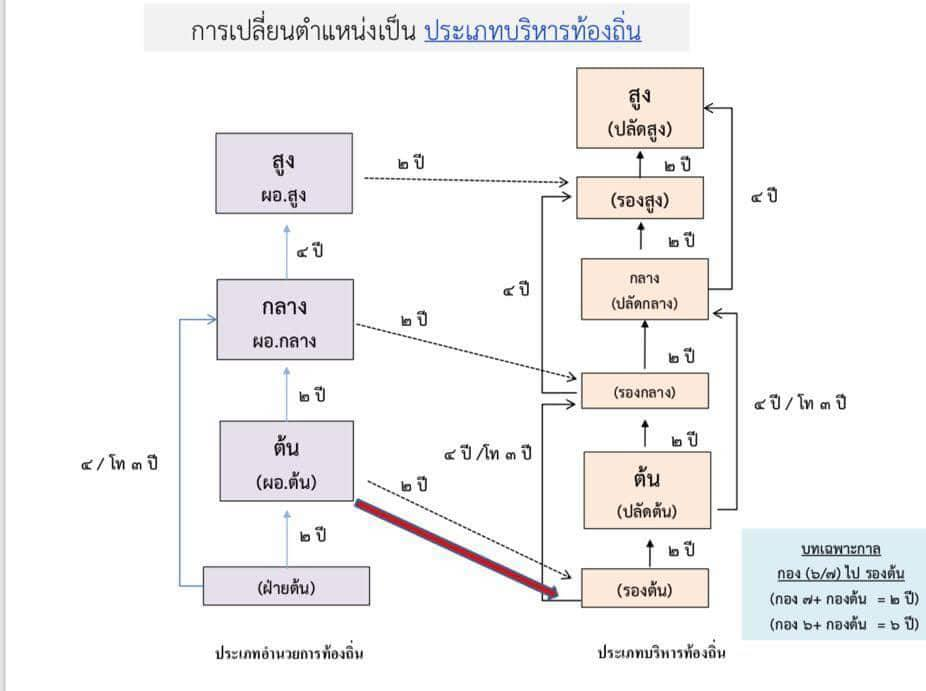 การเปลี่ยนตำแหน่งเป็น ประเภทบริหารท้องถิ่น
สูง
(ปลัดสูง)
สูง
ผอ.สูง
๒ ปี
๒ ปี
(รองสูง)
๔ ปี
๔ ปี
๒ ปี
กลาง
ผอ.กลาง
๔ ปี
กลาง
(ปลัดกลาง)
๒ ปี
๒ ปี
๒ ปี
(รองกลาง)
๔ ปี / โท ๓ ปี
ต้น
(ผอ.ต้น)
๔ / โท ๓ ปี
๔ ปี /โท ๓ ปี
๒ ปี
๒ ปี
ต้น
(ปลัดต้น)
๒ ปี
๒ ปี
(ฝ่ายต้น)
(รองต้น)
บทเฉพาะกาล
กอง (๖/๗) ไป รองต้น
(กอง ๗+ กองต้น = ๒ ปี)
(กอง ๖+ กองต้น = ๖ ปี)
ประเภทอำนวยการท้องถิ่น
ประเภทบริหารท้องถิ่น